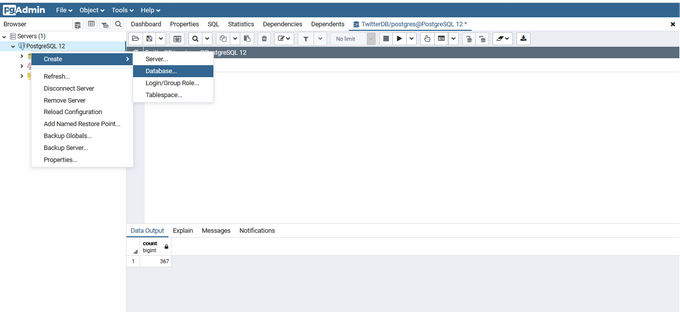 pgAdmin File Object Tools Help
Browser Dashboard Properties SQL Statistics Dependencies Dependents TwitterDB/postgres@PostgreSQL 12 *
Servers (1)
PostgreSQL 12
No limit
greSQL 12
Create
Server...
Database...
Login/Group Role...
Tablespace...
Refresh...
Disconnect Server
Remove Server
Reload Configuration
Add Named Restore Point...
Backup Globals...
Backup Server...
Properties...
Data Output Explain Messages Notifications
count
bigint
1 367